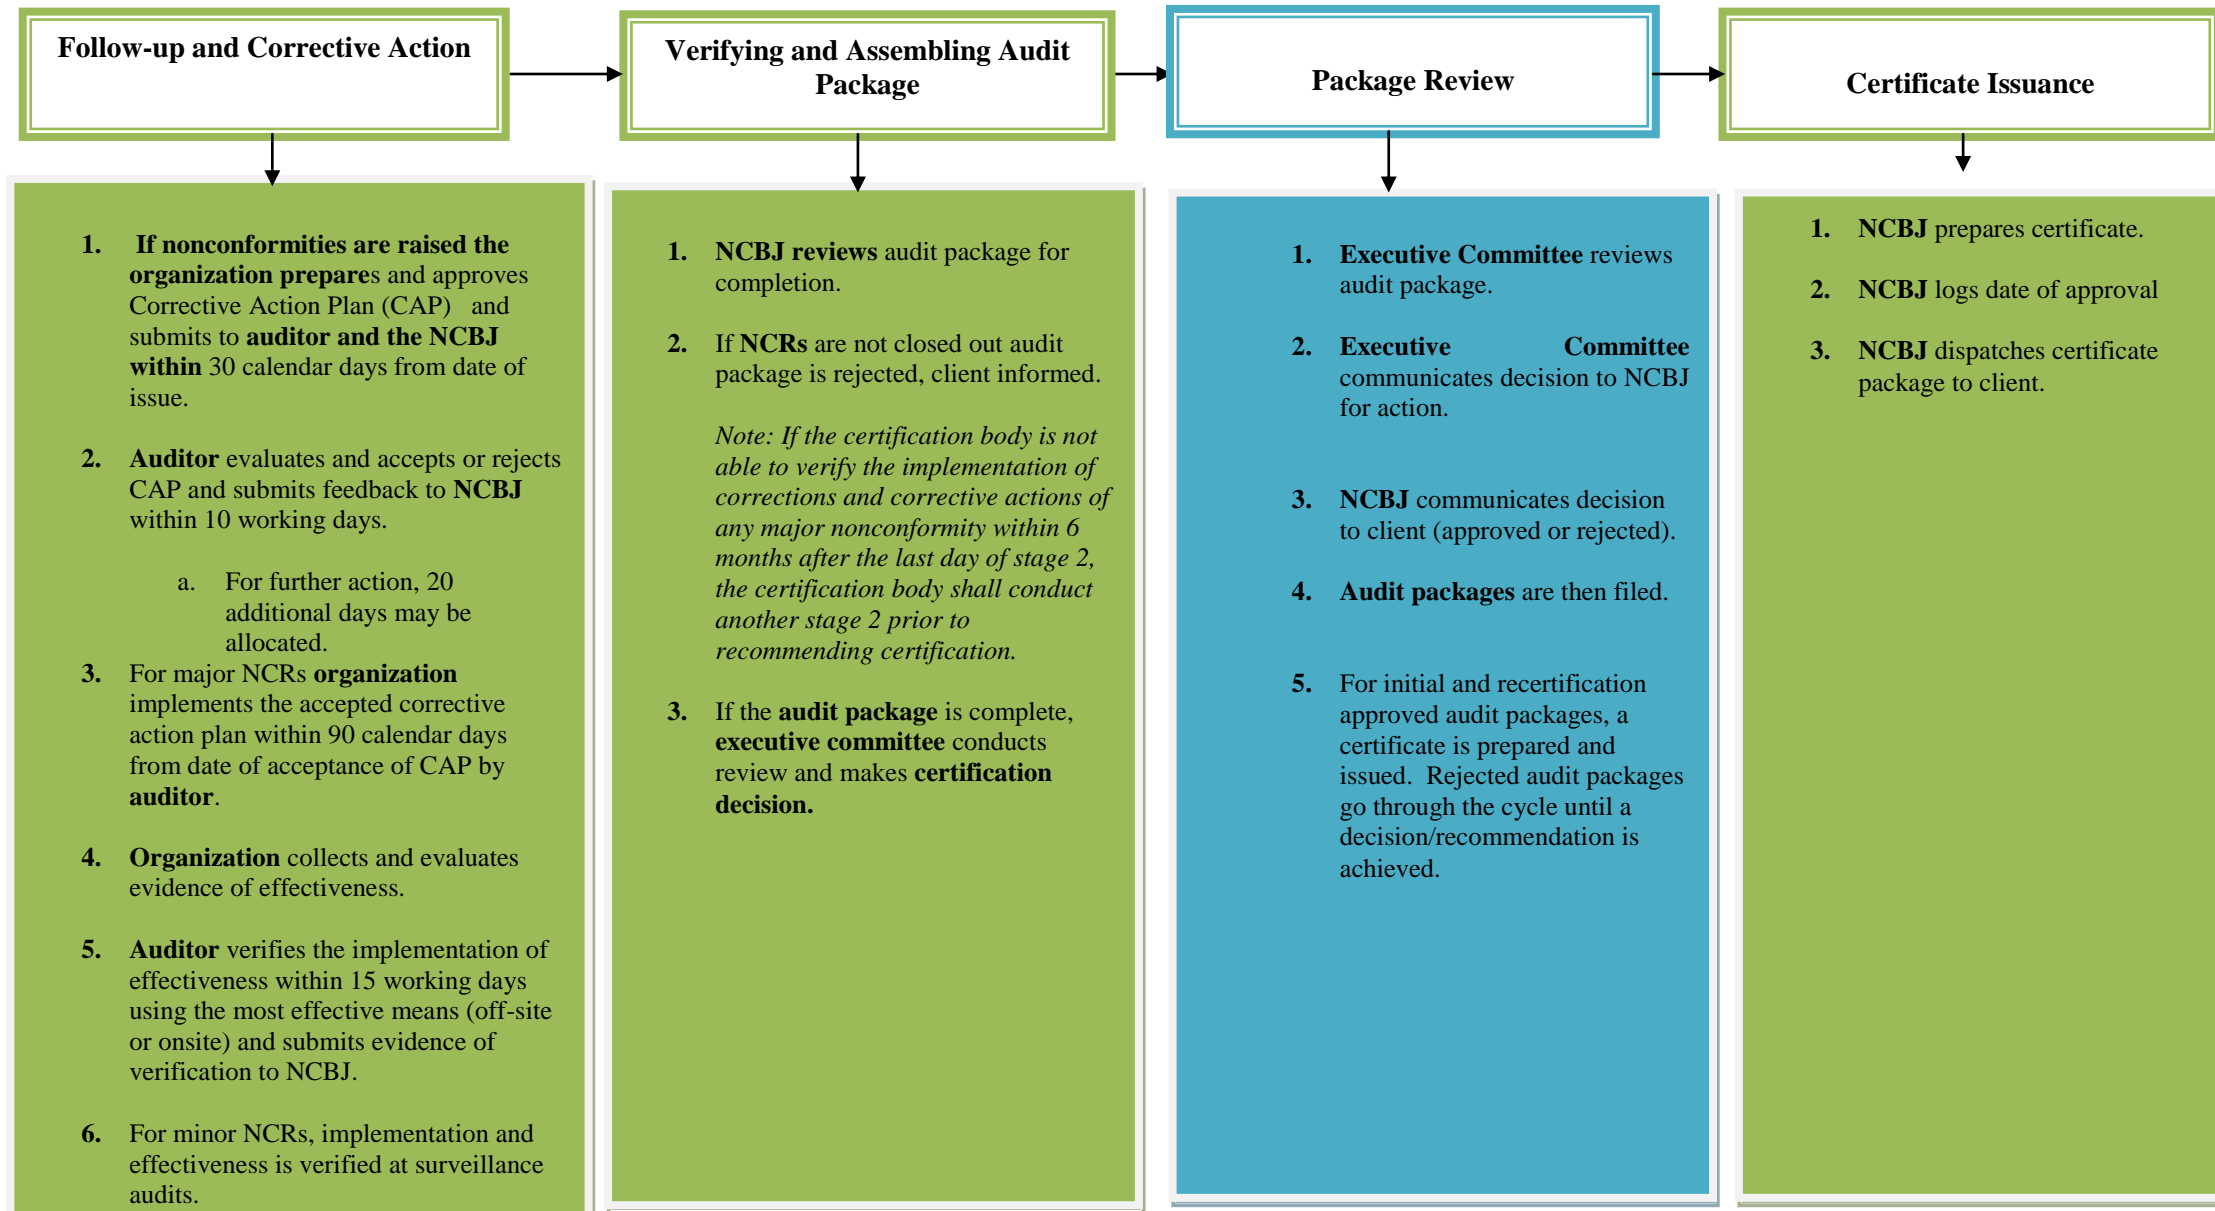 Follow-up and Corrective Action
Verifying and Assembling Audit
Package
Package Review
Certificate Issuance
1. If nonconformities are raised the
organization prepares and approves
Corrective Action Plan (CAP) and
submits to auditor and the NCBJ
within 30 calendar days from date of
issue.
2. Auditor evaluates and accepts or rejects
CAP and submits feedback to NCBJ
within 10 working days.
a. For further action, 20
additional days may be
allocated.
3. For major NCRs organization
implements the accepted corrective
action plan within 90 calendar days
from date of acceptance of CAP by
auditor.
4. Organization collects and evaluates
evidence of effectiveness.
5. Auditor verifies the implementation of
effectiveness within 15 working days
using the most effective means (off-site
or onsite) and submits evidence of
verification to NCBJ.
6. For minor NCRs, implementation and
effectiveness is verified at surveillance
audits.
1. NCBJ reviews audit package for
completion.
2. If NCRs are not closed out audit
package is rejected, client informed.
Note: If the certification body is not
able to verify the implementation of
corrections and corrective actions of
any major nonconformity within 6
months after the last day of stage 2,
the certification body shall conduct
another stage 2 prior to
recommending certification.
3. If the audit package is complete,
executive committee conducts
review and makes certification
decision.
1. Executive Committee reviews
audit package.
2. Executive Committee
communicates decision to NCBJ
for action.
3. NCBJ communicates decision
to client (approved or rejected).
4. Audit packages are then filed.
5. For initial and recertification
approved audit packages, a
certificate is prepared and
issued. Rejected audit packages
go through the cycle until a
decision/recommendation is
achieved.
1. NCBJ prepares certificate.
2. NCBJ logs date of approval
3. NCBJ dispatches certificate
package to client.